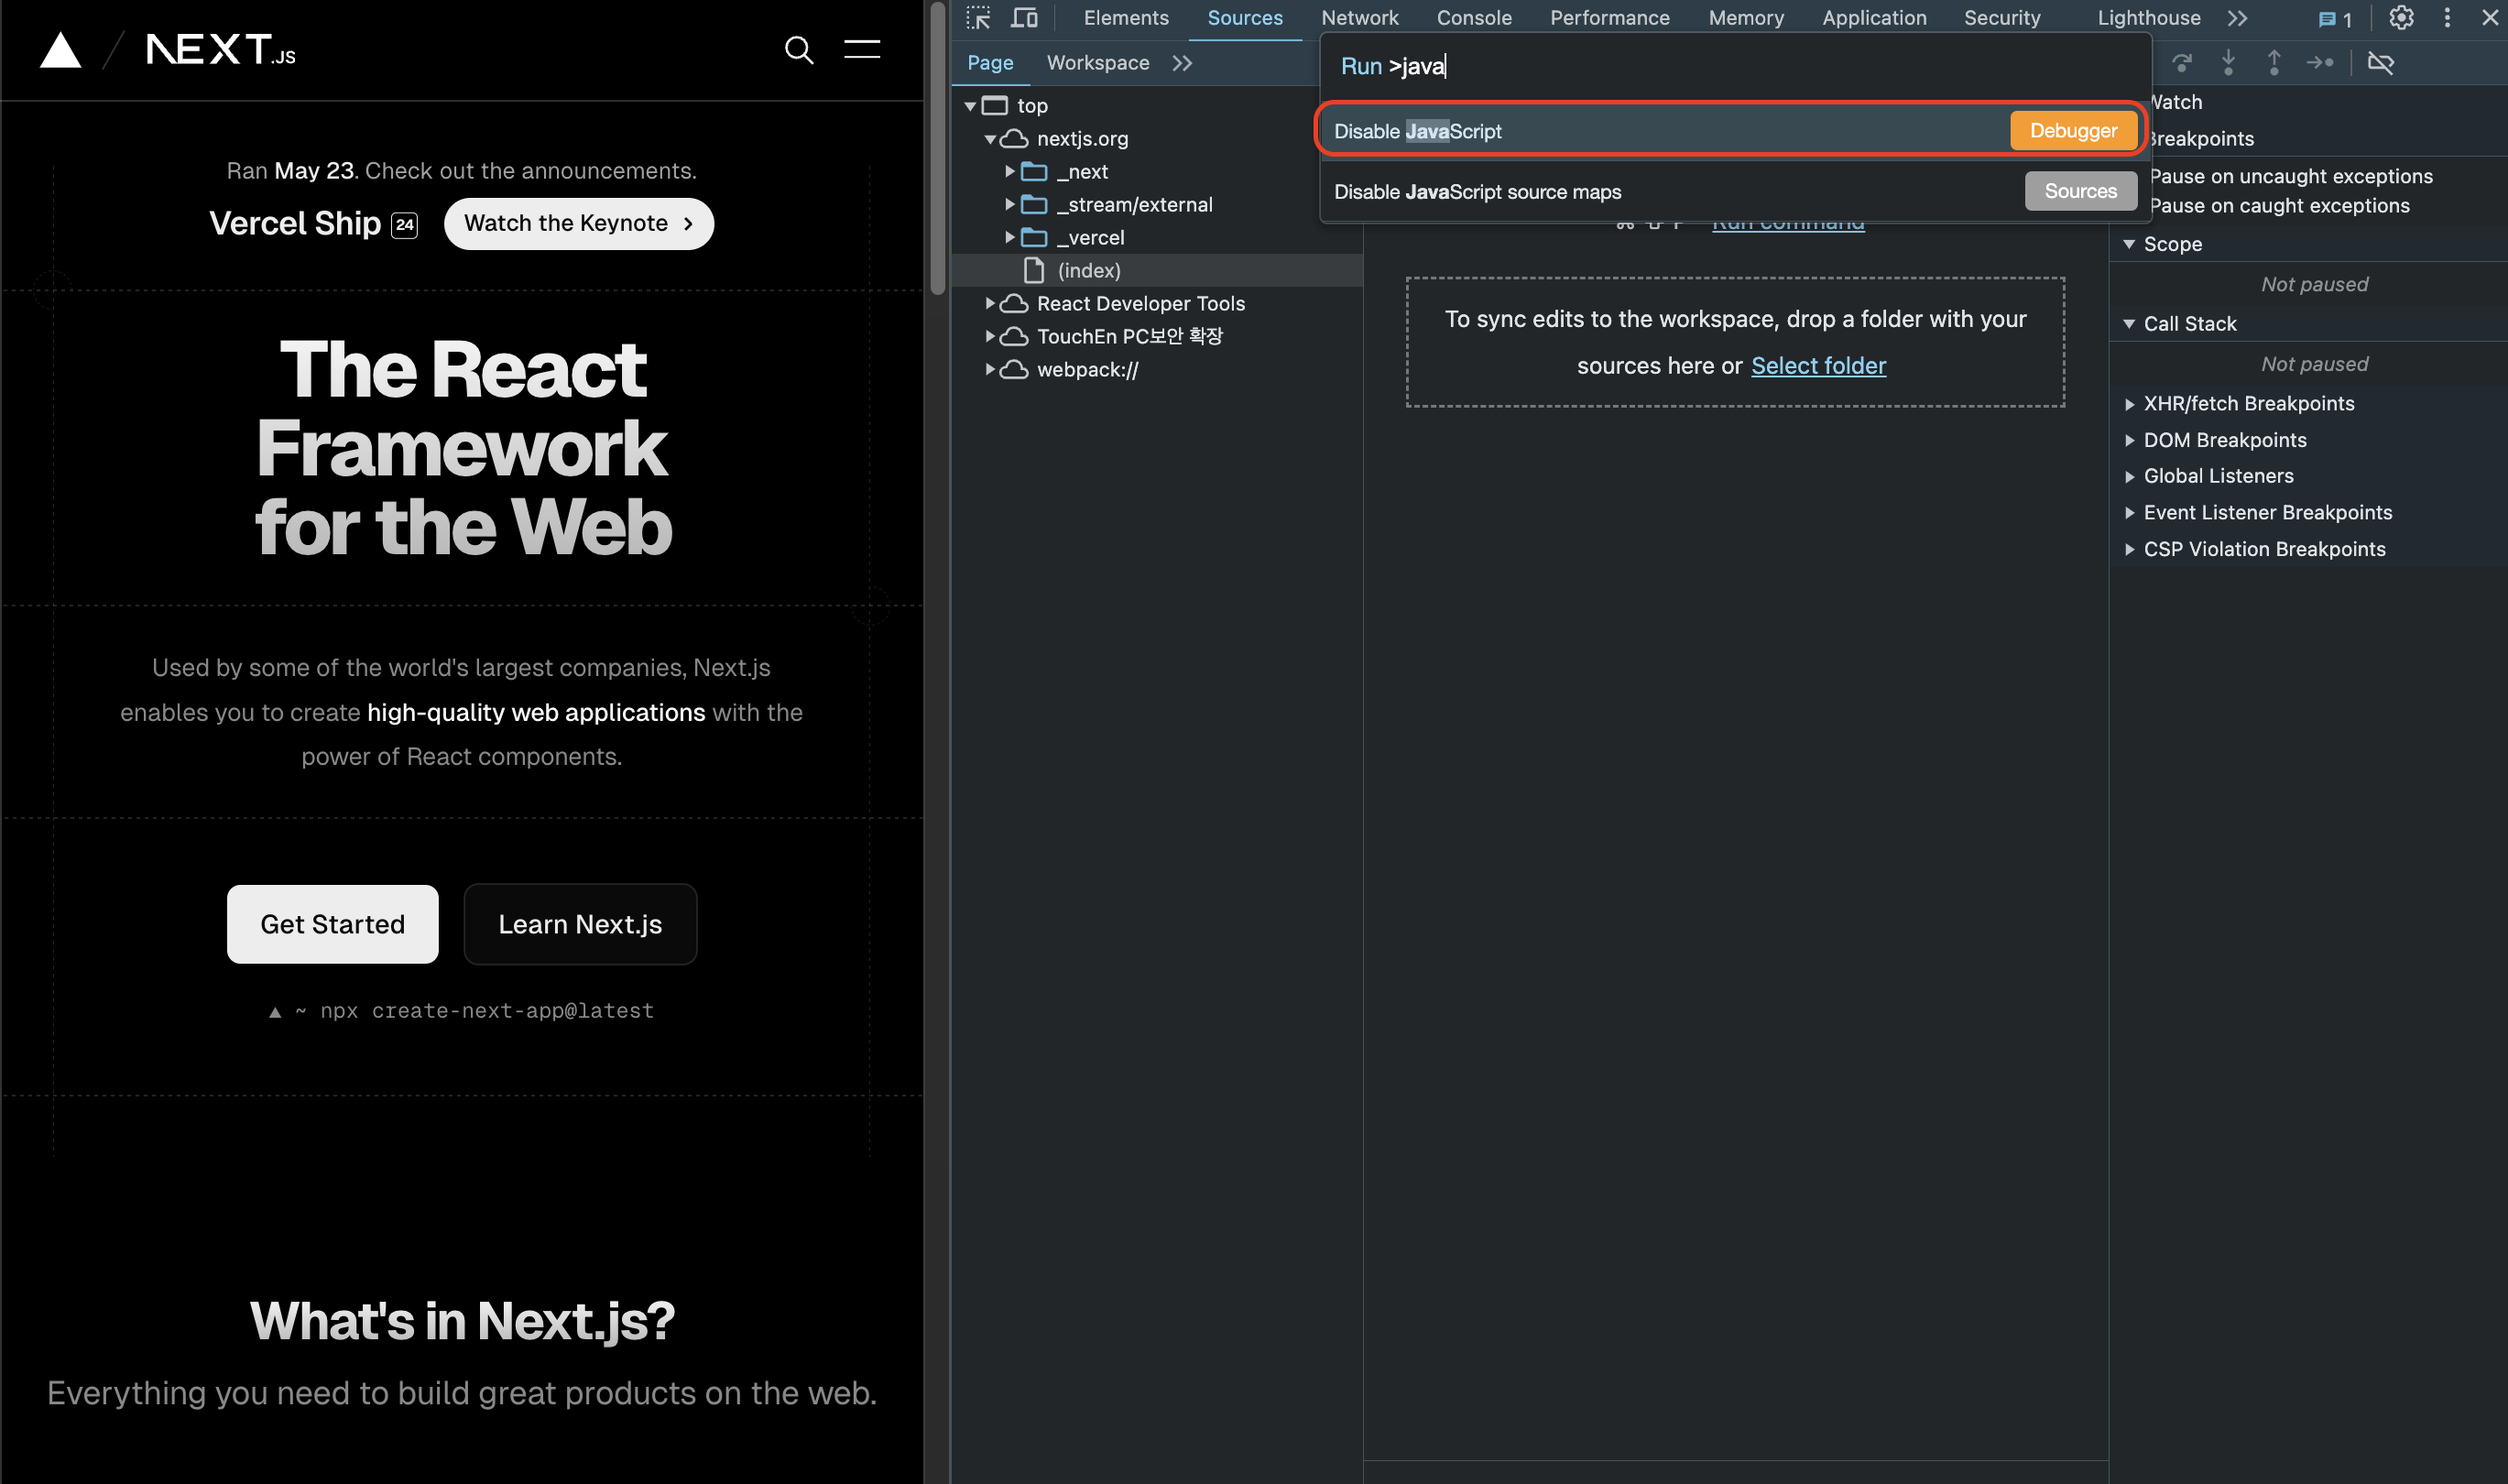 NEXT.JS
Ran May 23. Check out the announcements.
Vercel Ship 24
Watch the Keynote
The React
Framework
for the Web
Used by some of the world's largest companies, Next.js
enables you to create high-quality web applications with the
power of React components.
Get Started
Learn Next.js
▲ ~ npx create-next-app@latest
What's in Next.js?
Everything you need to build great products on the web.
Elements Sources Network Console Performance Memory Application Security Lighthouse 1
Page Workspace
top
nextjs.org
_next
_stream/external
_vercel
(index)
React Developer Tools
TouchEn PC보안 확장
webpack://
Run >java
Disable JavaScript Debugger
Disable JavaScript source maps Sources
⌘ ⇧ P Run command
To sync edits to the workspace, drop a folder with your
sources here or Select folder
Watch
Breakpoints
Pause on uncaught exceptions
Pause on caught exceptions
Scope
Not paused
Call Stack
Not paused
XHR/fetch Breakpoints
DOM Breakpoints
Global Listeners
Event Listener Breakpoints
CSP Violation Breakpoints